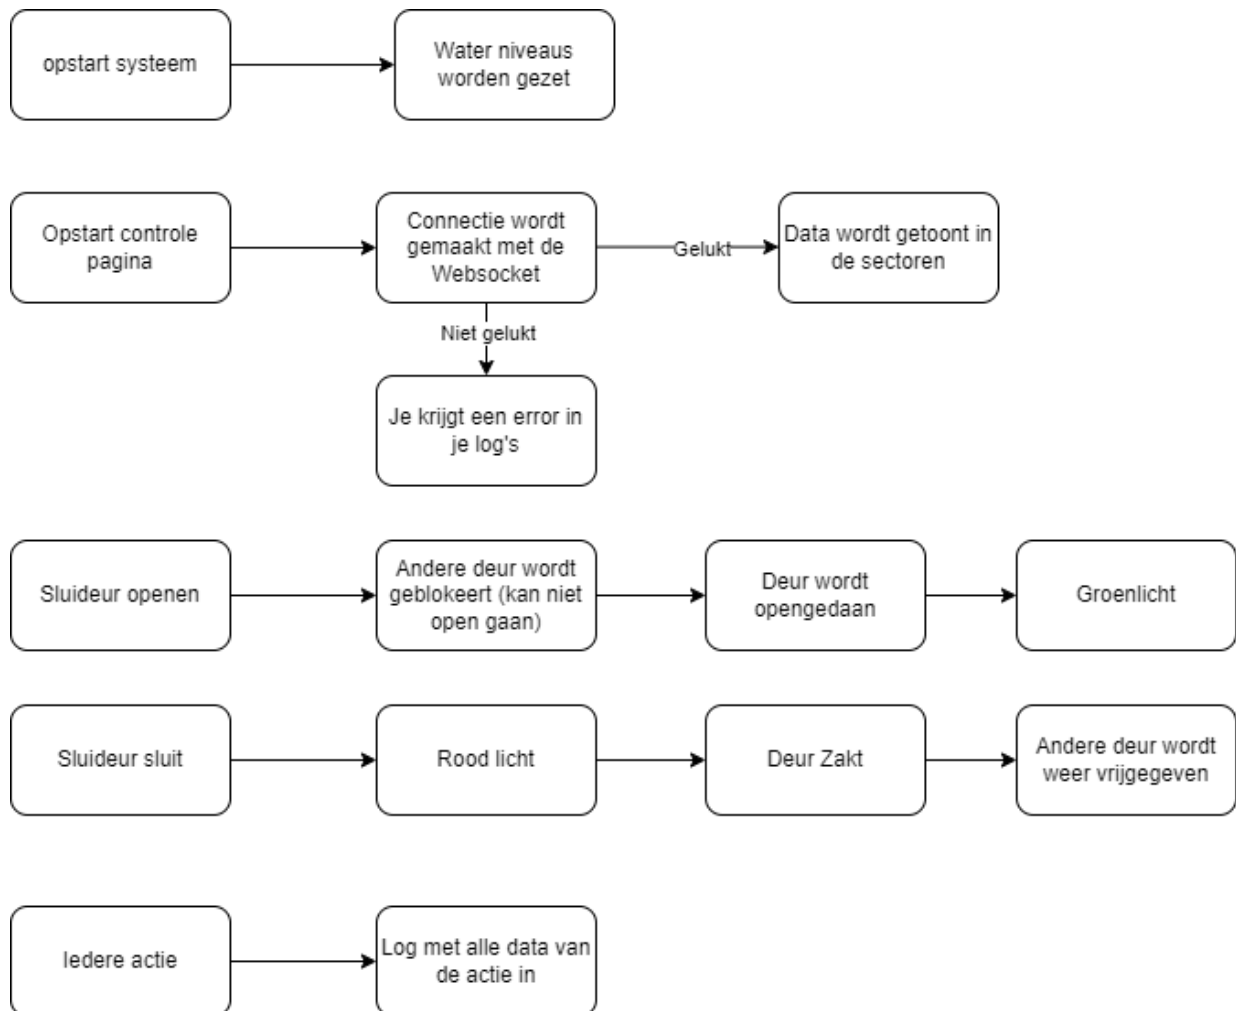 opstart systeem
Water niveaus
worden gezet
Opstart controle
pagina
Connectie wordt
gemaakt met de
Websocket
Gelukt
Data wordt getoont in
de sectoren
Niet gelukt
Je krijgt een error in
je log's
Sluideur openen
Andere deur wordt
geblokeert (kan niet
open gaan)
Deur wordt
opengedaan
Groenlicht
Sluideur sluit
Rood licht
Deur Zakt
Andere deur wordt
weer vrijgegeven
Iedere actie
Log met alle data van
de actie in